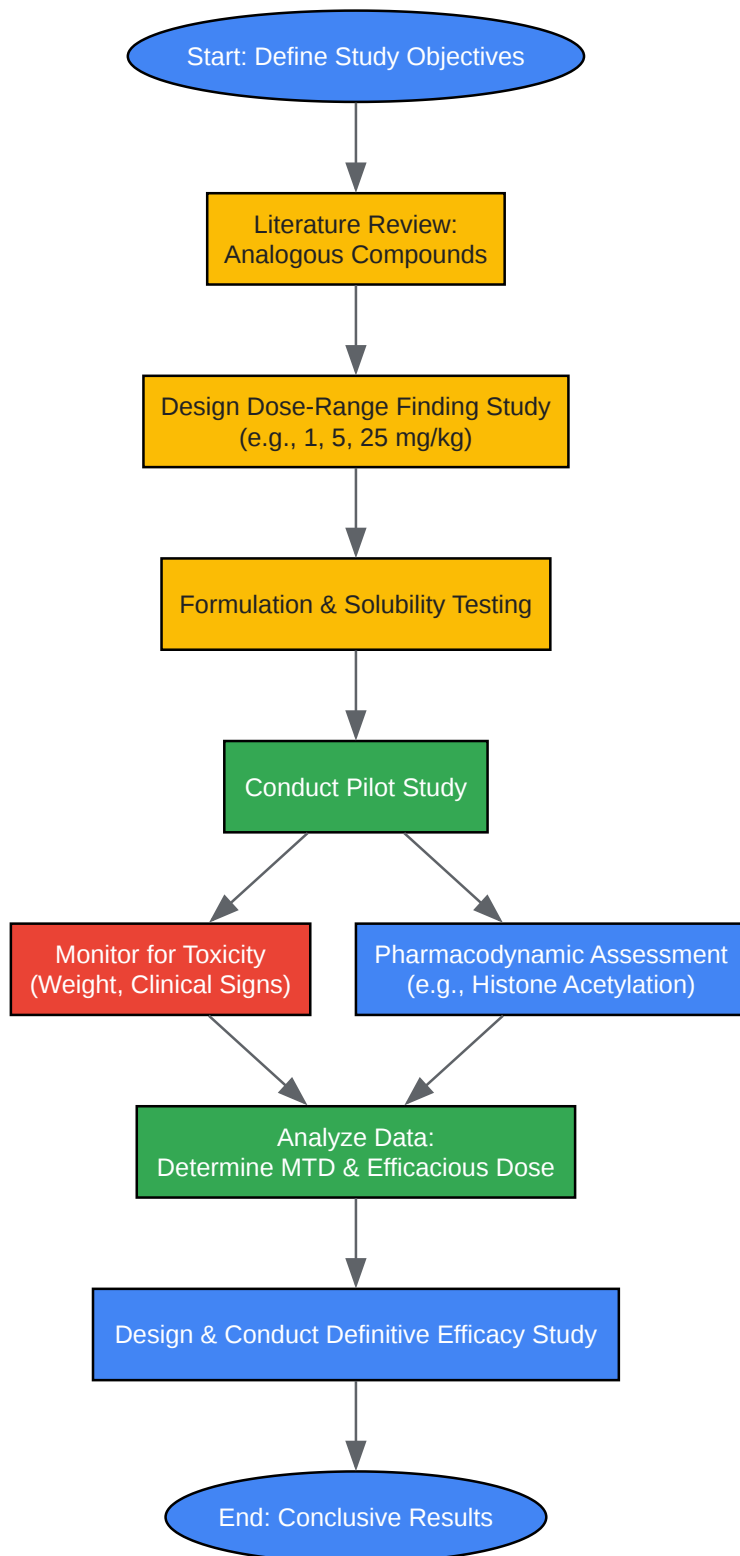 Start: Define Study Objectives
Literature Review:
Analogous Compounds
Design Dose-Range Finding Study
(e.g., 1, 5, 25 mg/kg)
Formulation & Solubility Testing
Conduct Pilot Study
Monitor for Toxicity
(Weight, Clinical Signs)
Pharmacodynamic Assessment
(e.g., Histone Acetylation)
Analyze Data:
Determine MTD & Efficacious Dose
Design & Conduct Definitive Efficacy Study
End: Conclusive Results